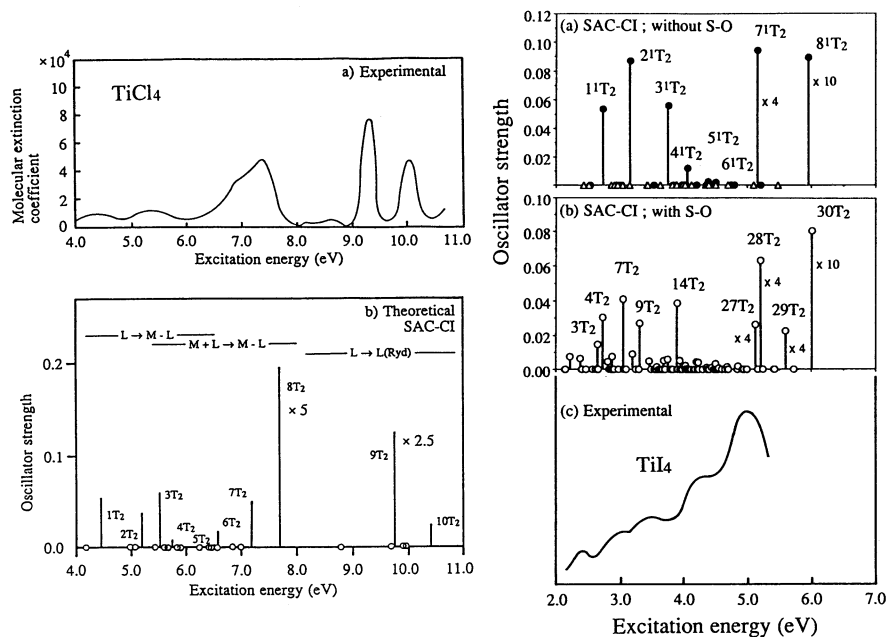 a) Experimental
TiCl4
× 10⁴
Molecular extinction
coefficient
10
8
6
4
2
0
4.0 5.0 6.0 7.0 8.0 9.0 10.0 11.0
Excitation energy (eV)
b) Theoretical
SAC-CI
L → M - L
M + L → M - L
L → L(Ryd)
Oscillator strength
0.2
0.1
0.0
1T2
2T2
3T2
4T2
5T2
6T2
7T2
8T2
× 5
9T2
× 2.5
10T2
4.0 5.0 6.0 7.0 8.0 9.0 10.0 11.0
Excitation energy (eV)
Oscillator strength
(a) SAC-CI ; without S-O
0.12
0.10
0.08
0.06
0.04
0.02
0.00
1¹T2
2¹T2
3¹T2
4¹T2
5¹T2
6¹T2
7¹T2
x 4
8¹T2
x 10
(b) SAC-CI ; with S-O
0.10
0.08
0.06
0.04
0.02
0.00
3T2
4T2
7T2
9T2
14T2
27T2
x 4
28T2
x 4
29T2
x 4
30T2
x 10
(c) Experimental
TiI4
2.0 3.0 4.0 5.0 6.0 7.0
Excitation energy (eV)